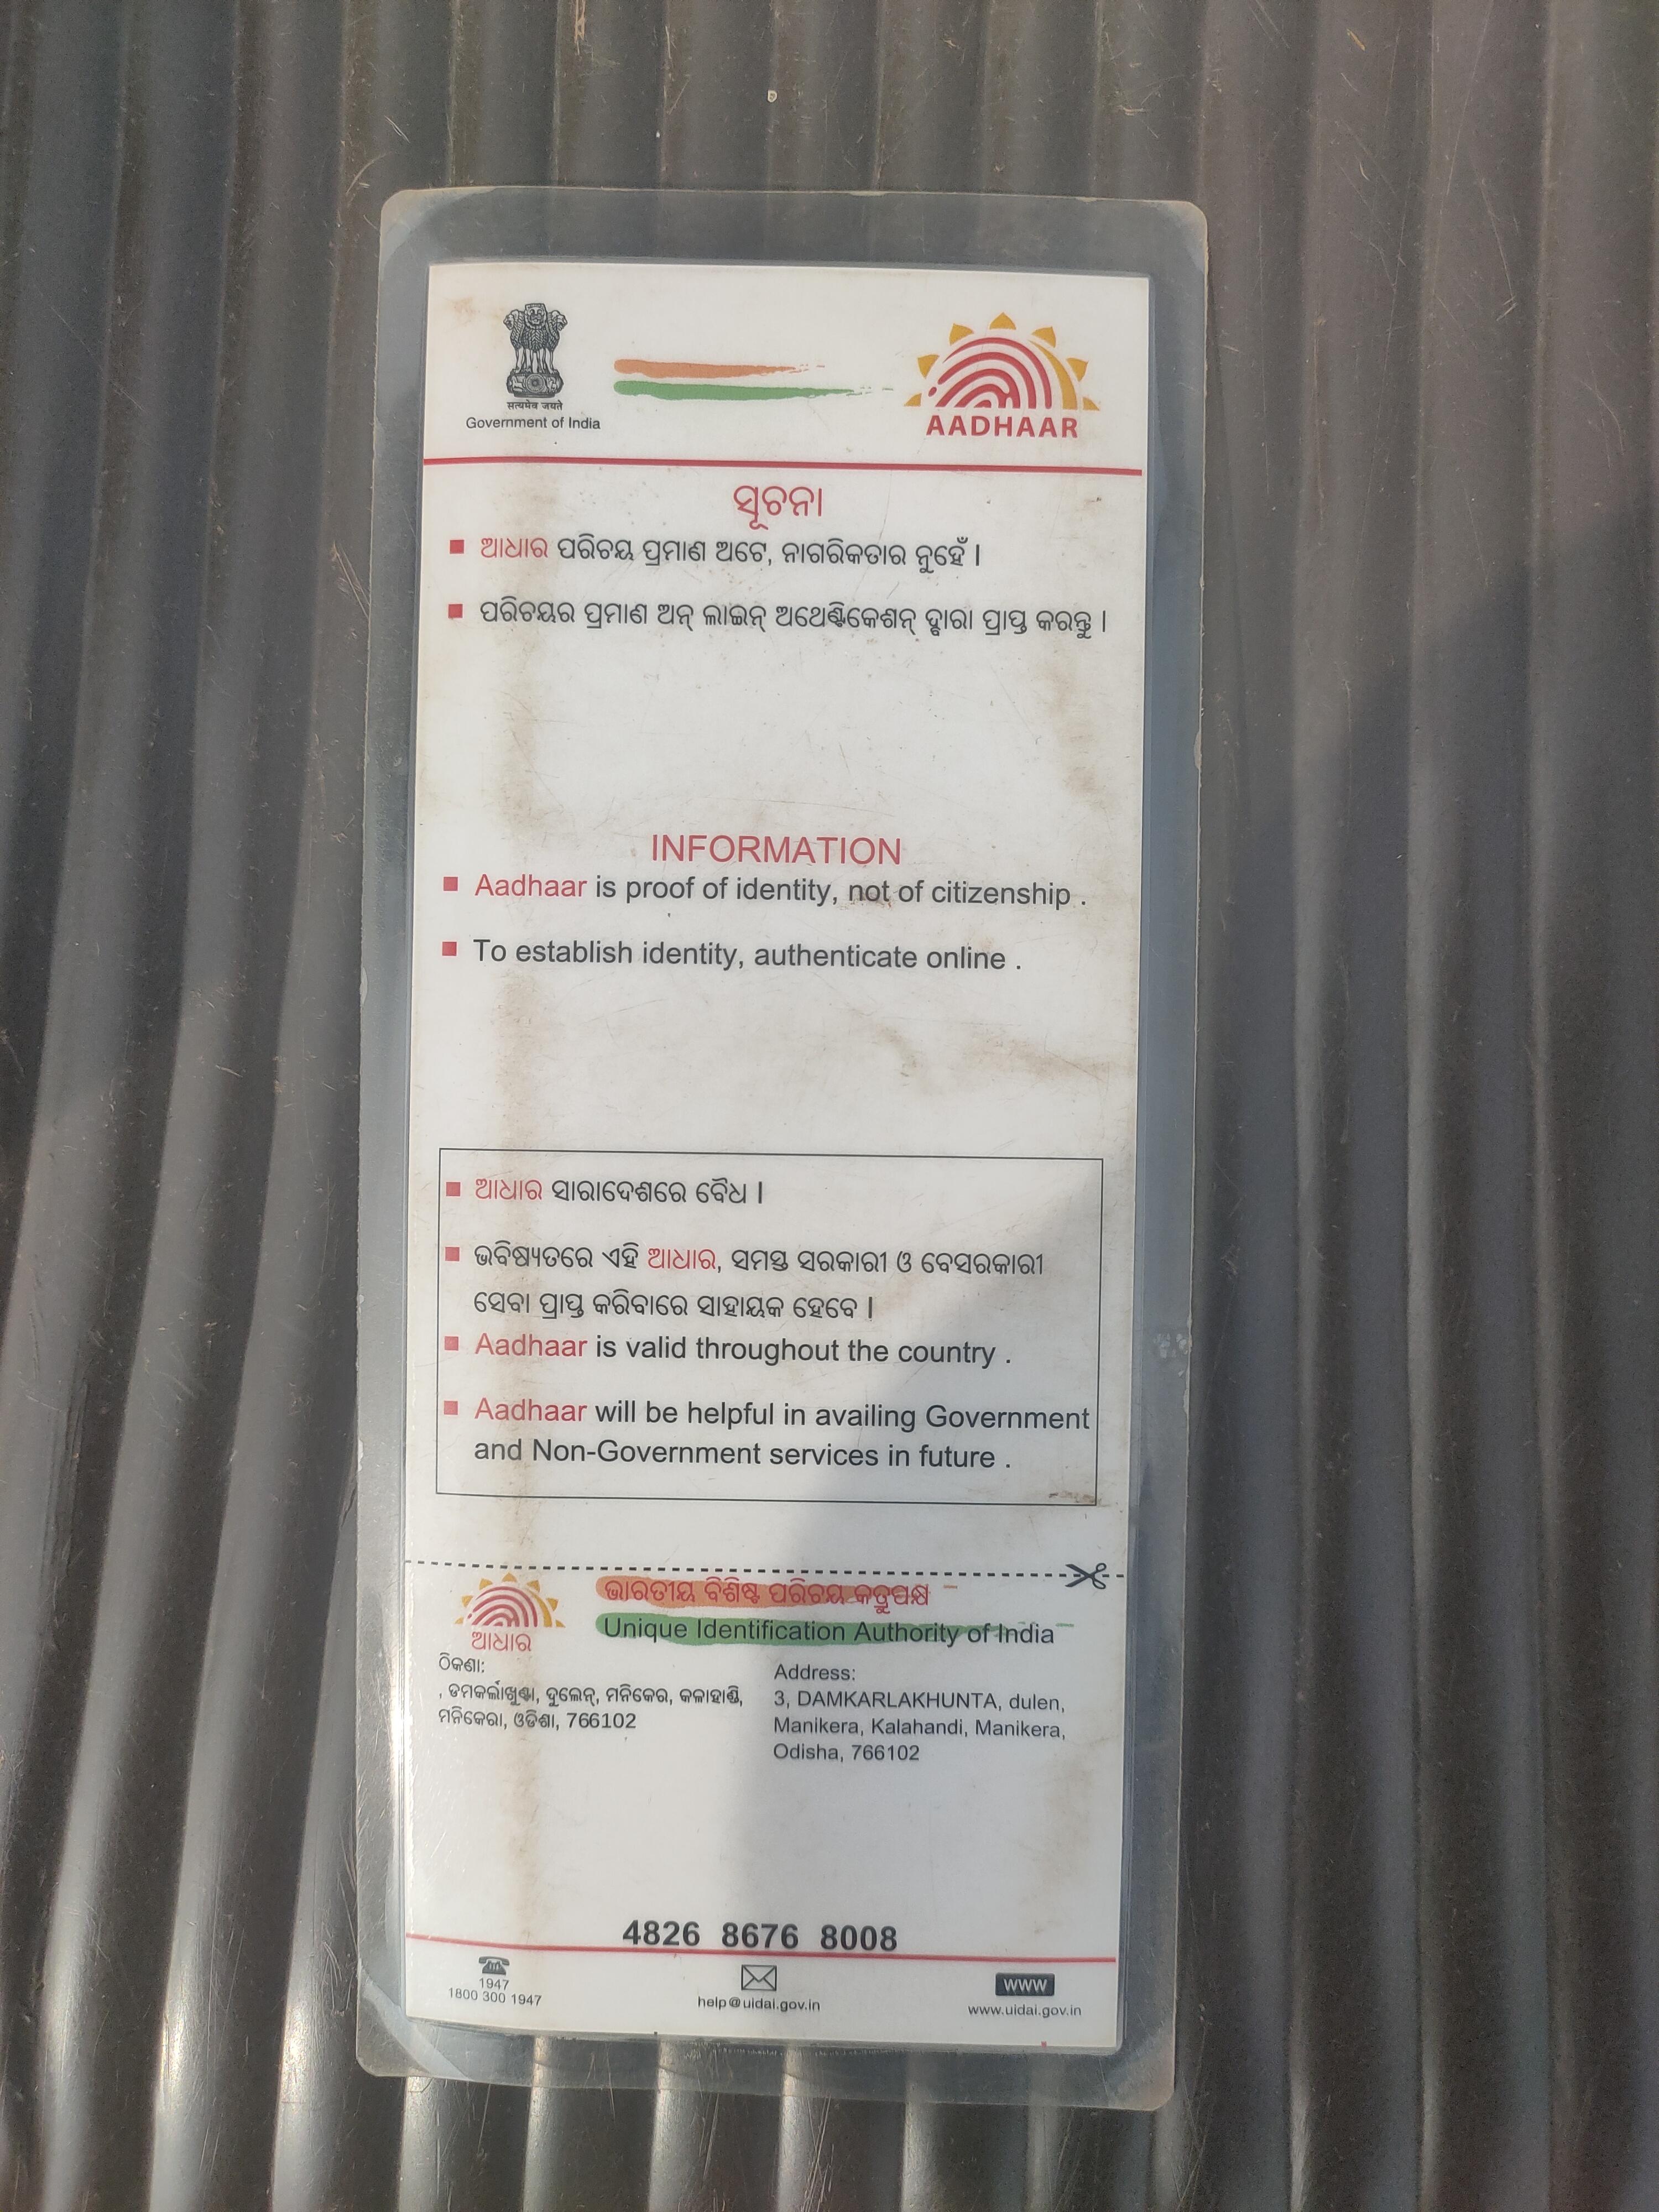 सत्यमेव जयते
Government of India
AADHAAR
ସୂଚନା
ଆଧାର ପରିଚୟ ପ୍ରମାଣ ଅଟେ, ନାଗରିକତାର ନୁହେଁ ।
ପରିଚୟର ପ୍ରମାଣ ଅନ୍ ଲାଇନ୍ ଅଥେଣ୍ଟିକେଶନ୍ ଦ୍ବାରା ପ୍ରାପ୍ତ କରନ୍ତୁ ।
INFORMATION
Aadhaar is proof of identity, not of citizenship .
To establish identity, authenticate online .
ଆଧାର ସାରାଦେଶରେ ବୈଧ ।
ଭବିଷ୍ୟତରେ ଏହି ଆଧାର, ସମସ୍ତ ସରକାରୀ ଓ ବେସରକାରୀ
ସେବା ପ୍ରାପ୍ତ କରିବାରେ ସାହାୟକ ହେବେ ।
Aadhaar is valid throughout the country .
Aadhaar will be helpful in availing Government
and Non-Government services in future .
ଭାରତୀୟ ବିଶିଷ୍ଟ ପରିଚୟ କତ୍ରୁପକ୍ଷ
Unique Identification Authority of India
ଆଧାର
ଠିକଣା:
, ଡମକର୍ଲାଖୁଣ୍ଟା, ଦୁଲେନ୍, ମନିକେର, କଳାହାଣ୍ଡି,
ମନିକେରା, ଓଡିଶା, 766102
Address:
3, DAMKARLAKHUNTA, dulen,
Manikera, Kalahandi, Manikera,
Odisha, 766102
4826 8676 8008
1947
1800 300 1947
help@uidai.gov.in
www
www.uidai.gov.in